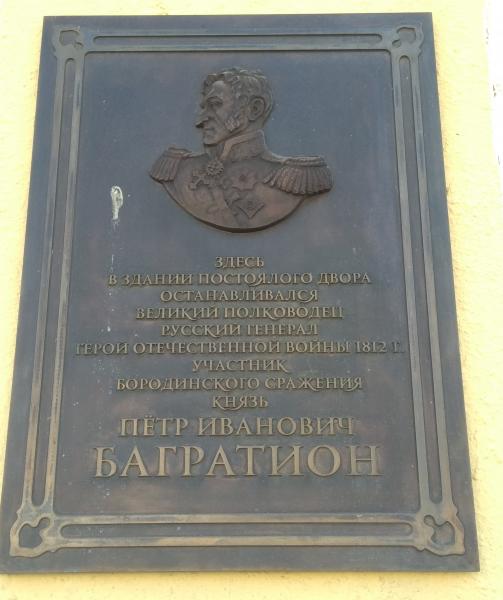 ЗДЕСЬ
В ЗДАНИИ ПОСТОЯЛОГО ДВОРА
ОСТАНАВЛИВАЛСЯ
ВЕЛИКИЙ ПОЛКОВОДЕЦ
РУССКИЙ ГЕНЕРАЛ
ГЕРОЙ ОТЕЧЕСТВЕННОЙ ВОЙНЫ 1812 Г.
УЧАСТНИК
БОРОДИНСКОГО СРАЖЕНИЯ
КНЯЗЬ
ПЁТР ИВАНОВИЧ
БАГРАТИОН